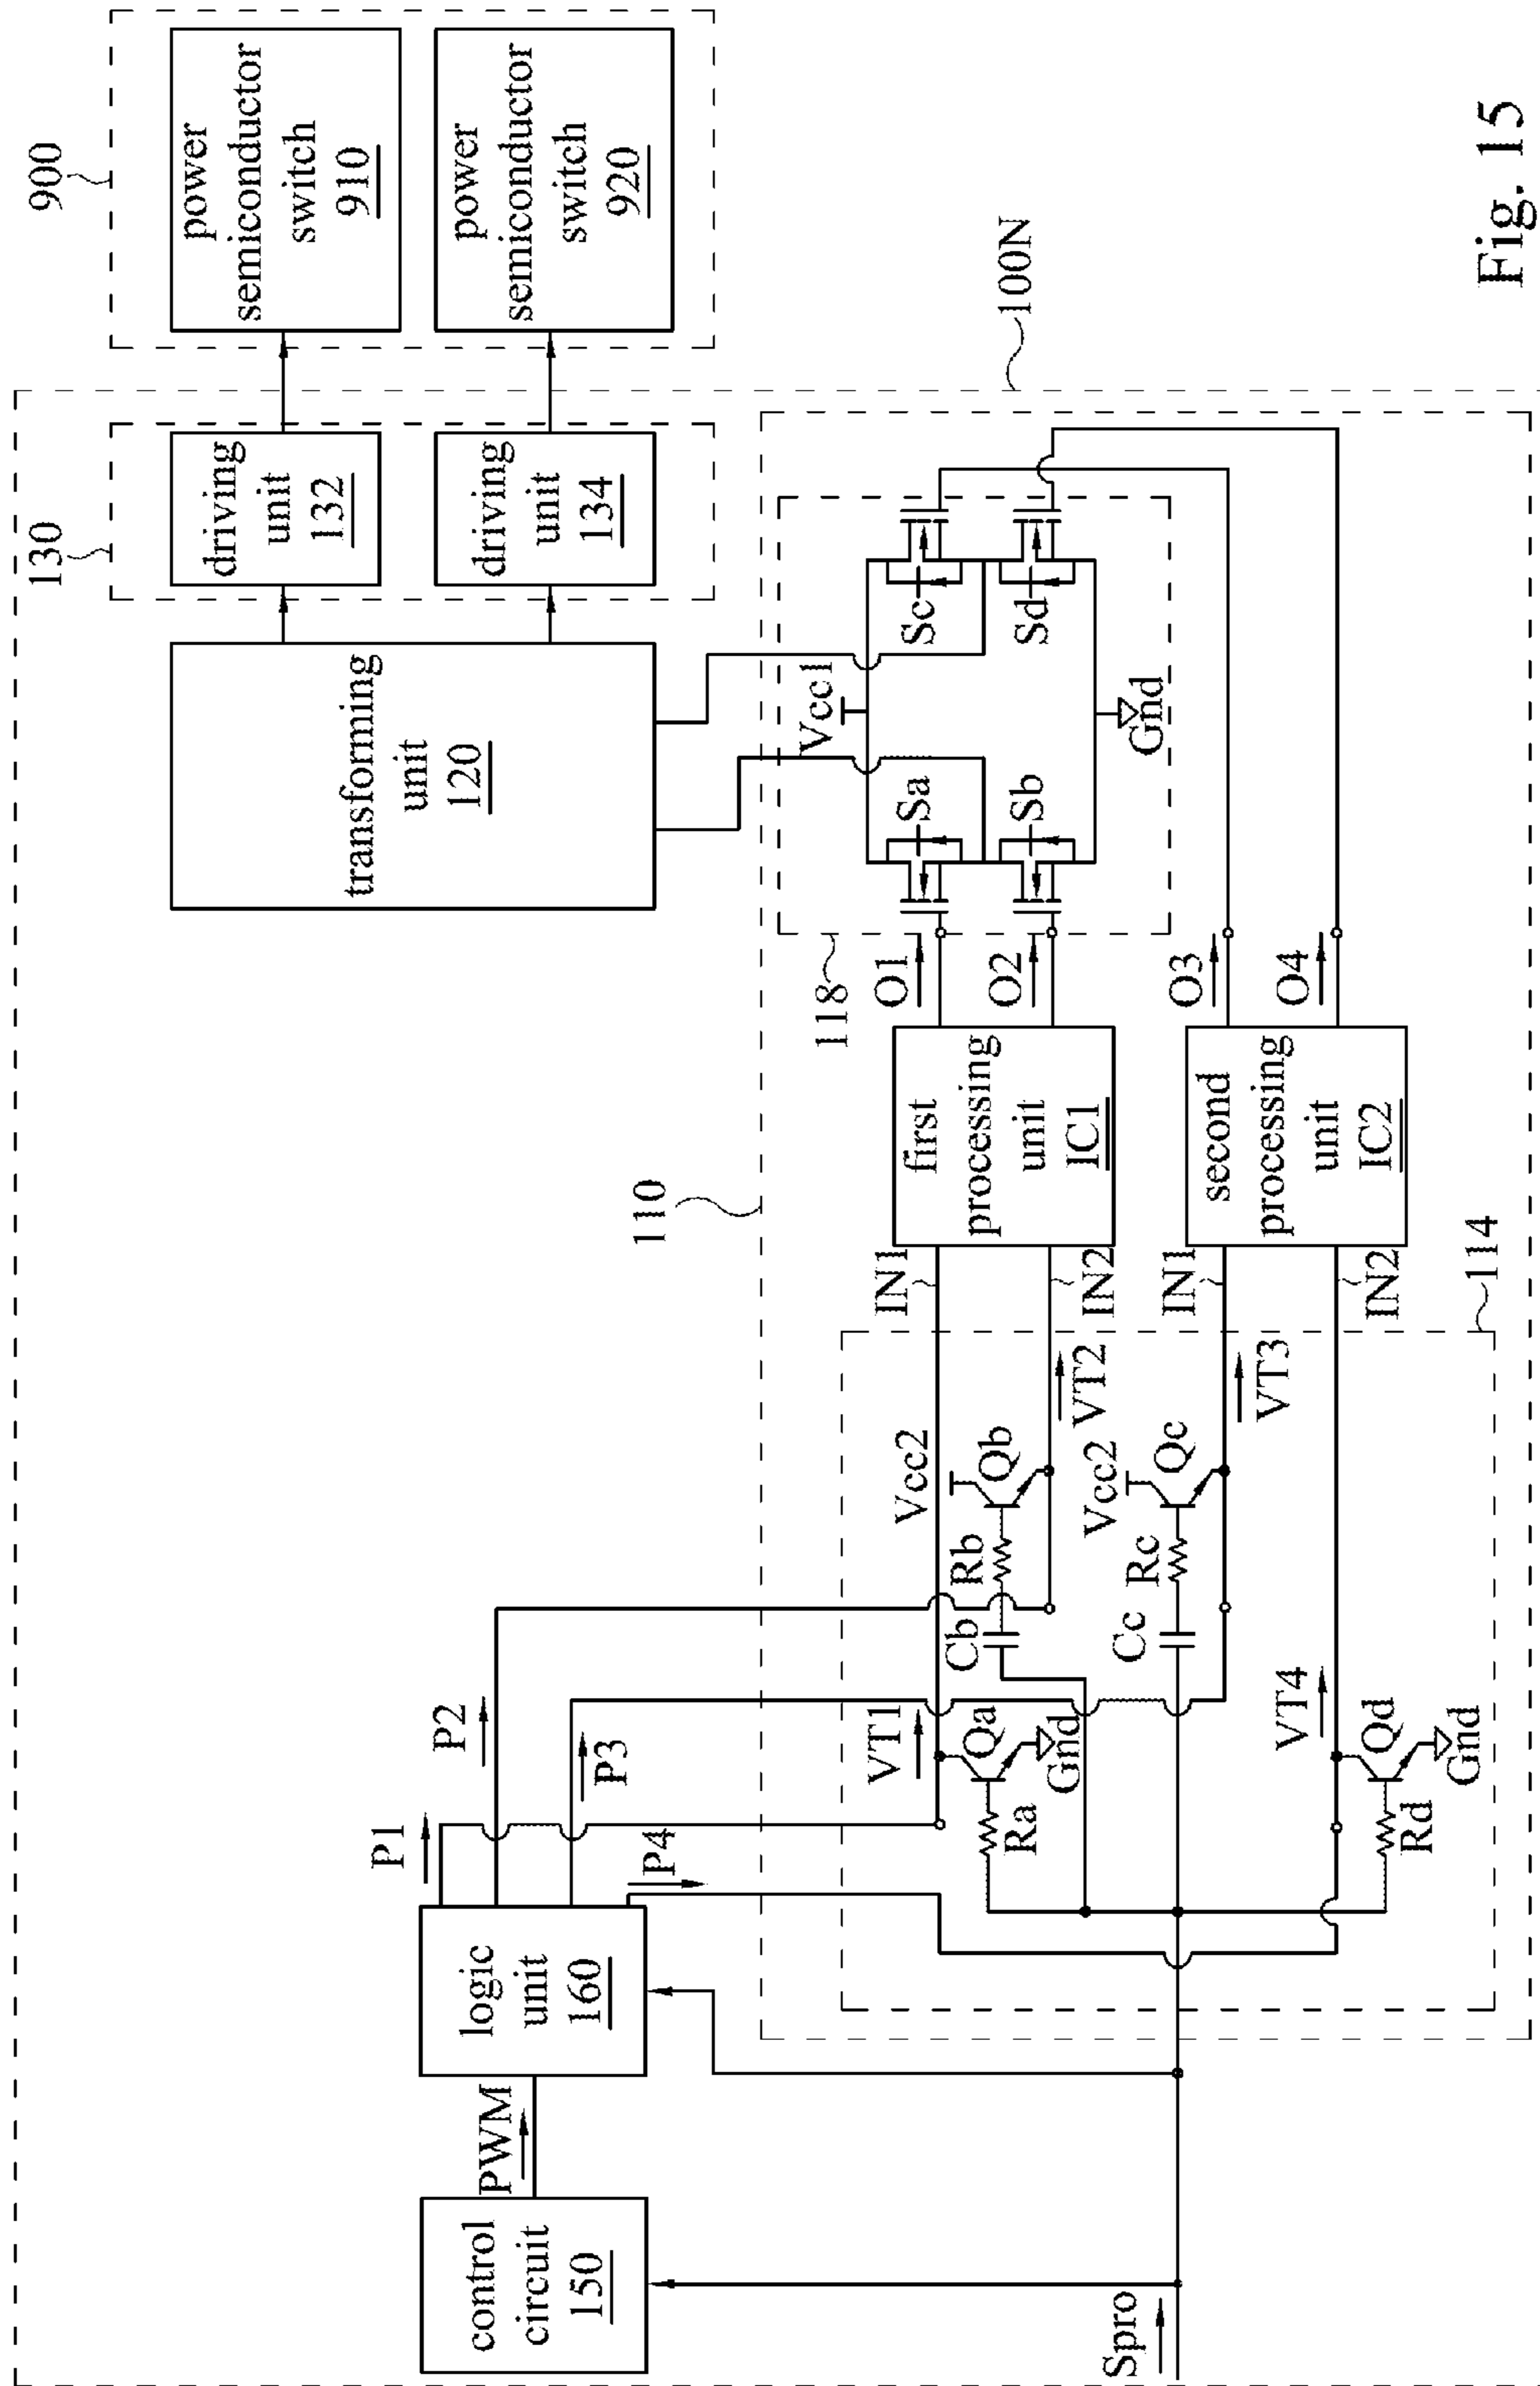 900
power
semiconductor
switch
910
power
semiconductor
switch
920
130
driving
unit
132
driving
unit
134
100N
transforming
unit
120
Vcc1
Sa
Sb
Sc
Sd
Gnd
118
O1
O2
O3
O4
110
first
processing
unit
IC1
second
processing
unit
IC2
IN1
IN2
IN1
IN2
114
VT2
VT3
Vcc2
Qb
Rb
Cb
Vcc2
Qc
Rc
Cc
VT1
Qa
Gnd
Ra
VT4
Qd
Gnd
Rd
P1
P2
P3
P4
logic
unit
160
PWM
control
circuit
150
Spro
Fig. 15